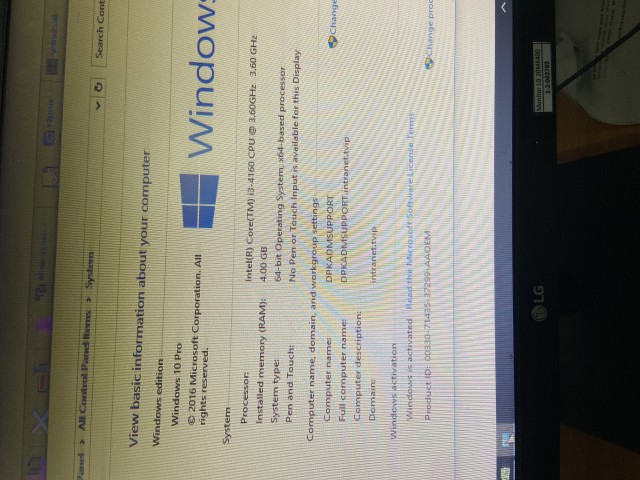 Panel > All Control Panel Items > System
Search Cont
View basic information about your computer
Windows edition
Windows 10 Pro
© 2016 Microsoft Corporation. All
rights reserved.
Windows
System
Processor: Intel(R) Core(TM) i3-4160 CPU @ 3.60GHz 3.60 GHz
Installed memory (RAM): 4.00 GB
System type: 64-bit Operating System, x64-based processor
Pen and Touch: No Pen or Touch Input is available for this Display
Computer name, domain, and workgroup settings
Computer name: DPKADMSUPPORT
Change
Full computer name: DPKADMSUPPORT.intranet.tvip
Computer description:
Domain: intranet.tvip
Windows activation
Windows is activated Read the Microsoft Software License Terms
Product ID: 00330-71435-37299-AAOEM
Change proc
LG
Monitor LG 20M4500